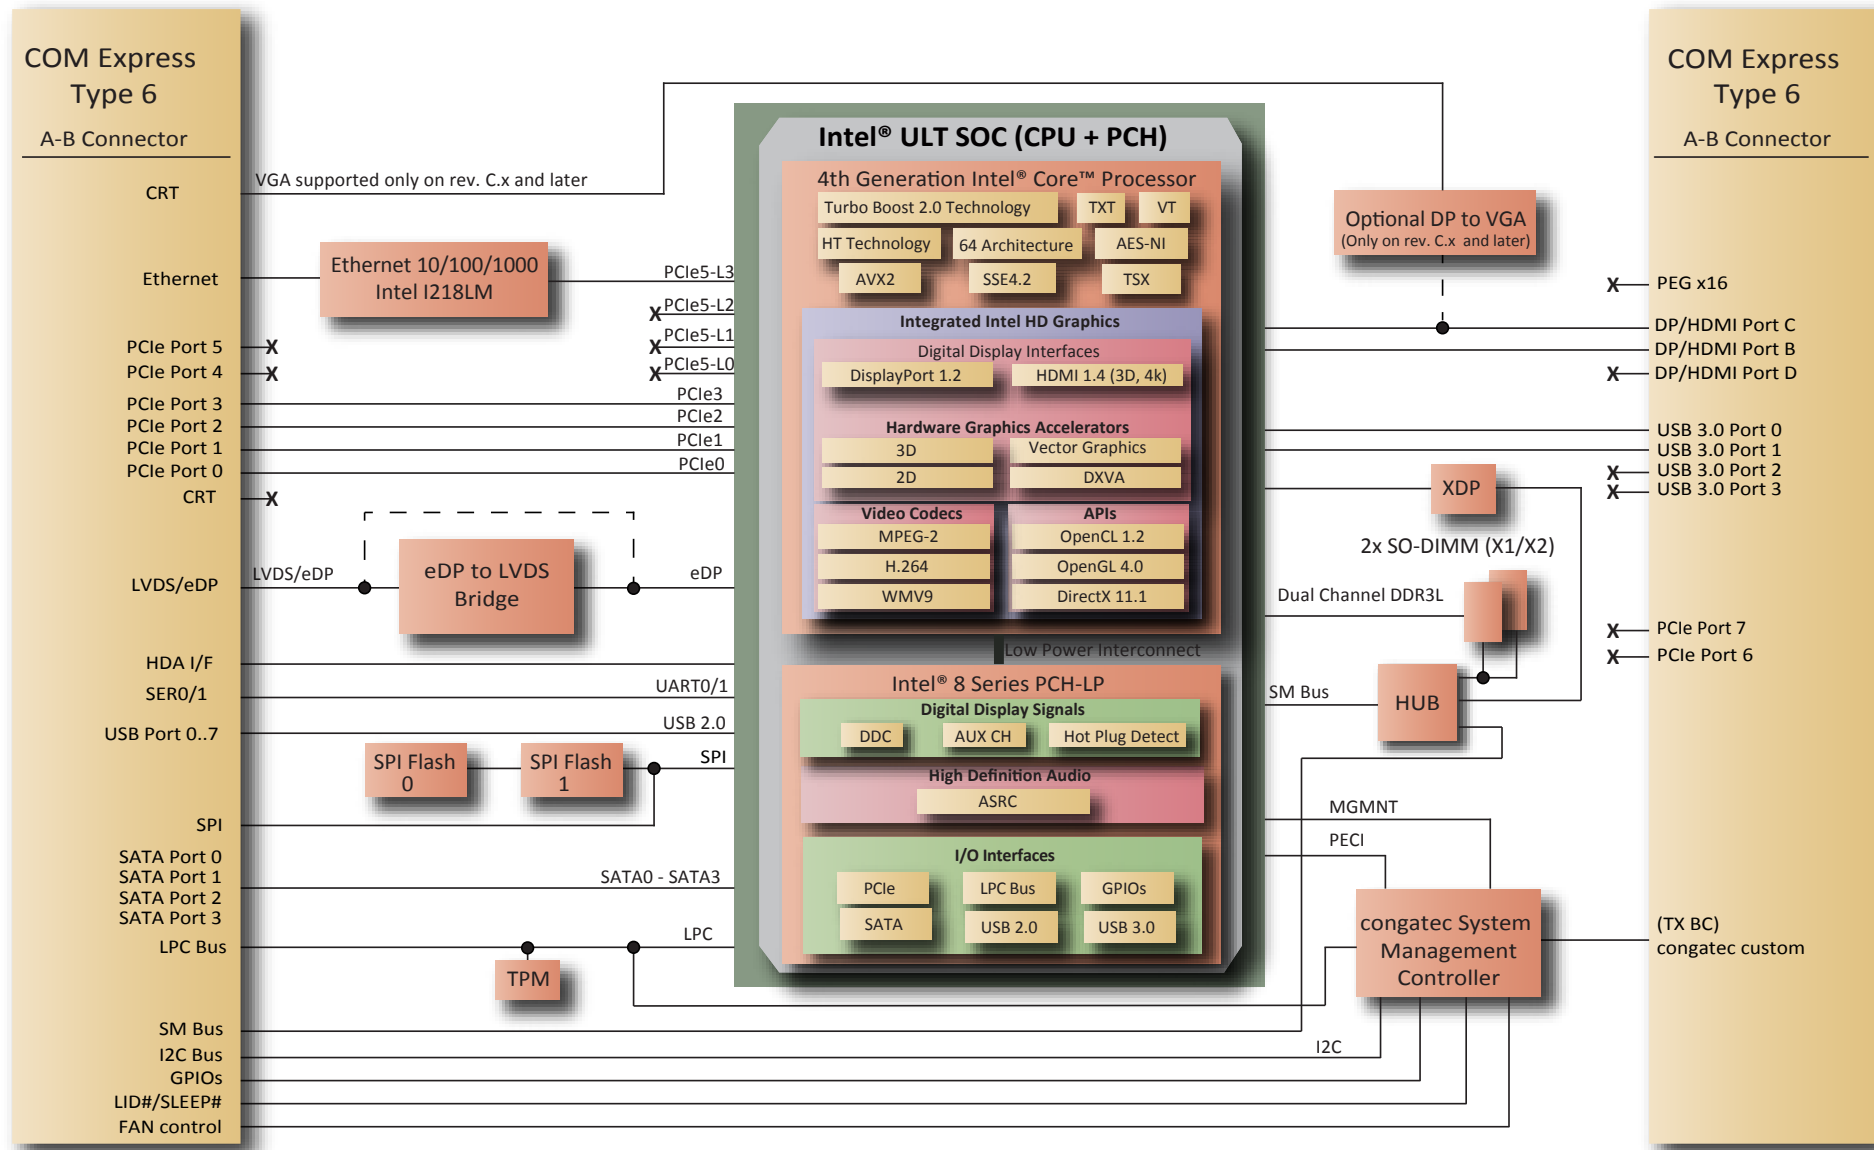 COM Express
Type 6
A-B Connector
CRT
Ethernet
PCIe Port 5
PCIe Port 4
PCIe Port 3
PCIe Port 2
PCIe Port 1
PCIe Port 0
CRT
LVDS/eDP
HDA I/F
SER0/1
USB Port 0..7
SPI
SATA Port 0
SATA Port 1
SATA Port 2
SATA Port 3
LPC Bus
SM Bus
I2C Bus
GPIOs
LID#/SLEEP#
FAN control
VGA supported only on rev. C.x and later
Ethernet 10/100/1000
Intel I218LM
X
X
X
LVDS/eDP
eDP to LVDS
Bridge
SPI Flash
0
SPI Flash
1
TPM
PCIe5-L3
X PCIe5-L2
X PCIe5-L1
X PCIe5-L0
PCIe3
PCIe2
PCIe1
PCIe0
eDP
UART0/1
USB 2.0
SPI
SATA0 - SATA3
LPC
Intel® ULT SOC (CPU + PCH)
4th Generation Intel® Core™ Processor
Turbo Boost 2.0 Technology
TXT
VT
HT Technology
64 Architecture
AES-NI
AVX2
SSE4.2
TSX
Integrated Intel HD Graphics
Digital Display Interfaces
DisplayPort 1.2
HDMI 1.4 (3D, 4k)
Hardware Graphics Accelerators
3D
Vector Graphics
2D
DXVA
Video Codecs
MPEG-2
H.264
WMV9
APIs
OpenCL 1.2
OpenGL 4.0
DirectX 11.1
Low Power Interconnect
Intel® 8 Series PCH-LP
Digital Display Signals
DDC
AUX CH
Hot Plug Detect
High Definition Audio
ASRC
I/O Interfaces
PCIe
LPC Bus
GPIOs
SATA
USB 2.0
USB 3.0
Optional DP to VGA
(Only on rev. C.x and later)
XDP
2x SO-DIMM (X1/X2)
Dual Channel DDR3L
SM Bus
HUB
MGMNT
PECI
congatec System
Management
Controller
I2C
COM Express
Type 6
A-B Connector
X PEG x16
DP/HDMI Port C
DP/HDMI Port B
X DP/HDMI Port D
USB 3.0 Port 0
USB 3.0 Port 1
X USB 3.0 Port 2
X USB 3.0 Port 3
X PCIe Port 7
X PCIe Port 6
(TX BC)
congatec custom